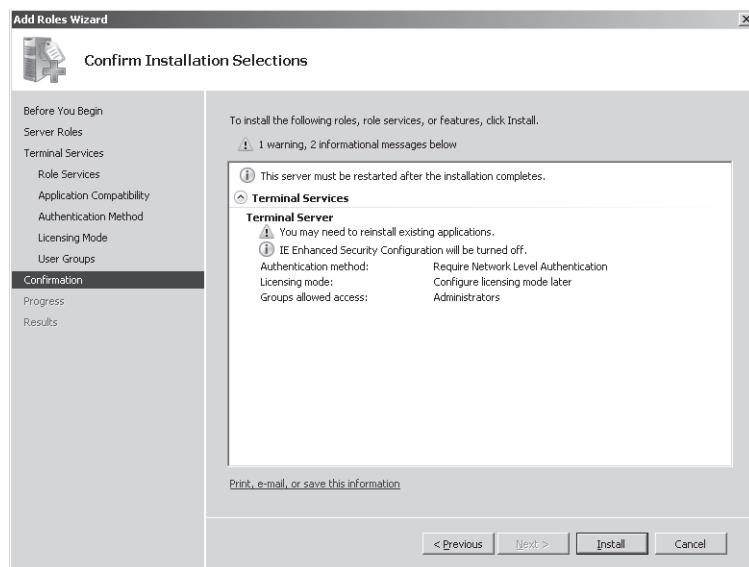 Add Roles Wizard
Confirm Installation Selections
Before You Begin
Server Roles
Terminal Services
Role Services
Application Compatibility
Authentication Method
Licensing Mode
User Groups
Confirmation
Progress
Results
To install the following roles, role services, or features, click Install.
1 warning, 2 informational messages below
This server must be restarted after the installation completes.
Terminal Services
Terminal Server
You may need to reinstall existing applications.
IE Enhanced Security Configuration will be turned off.
Authentication method: Require Network Level Authentication
Licensing mode: Configure licensing mode later
Groups allowed access: Administrators
Print, e-mail, or save this information
< Previous Next > Install Cancel